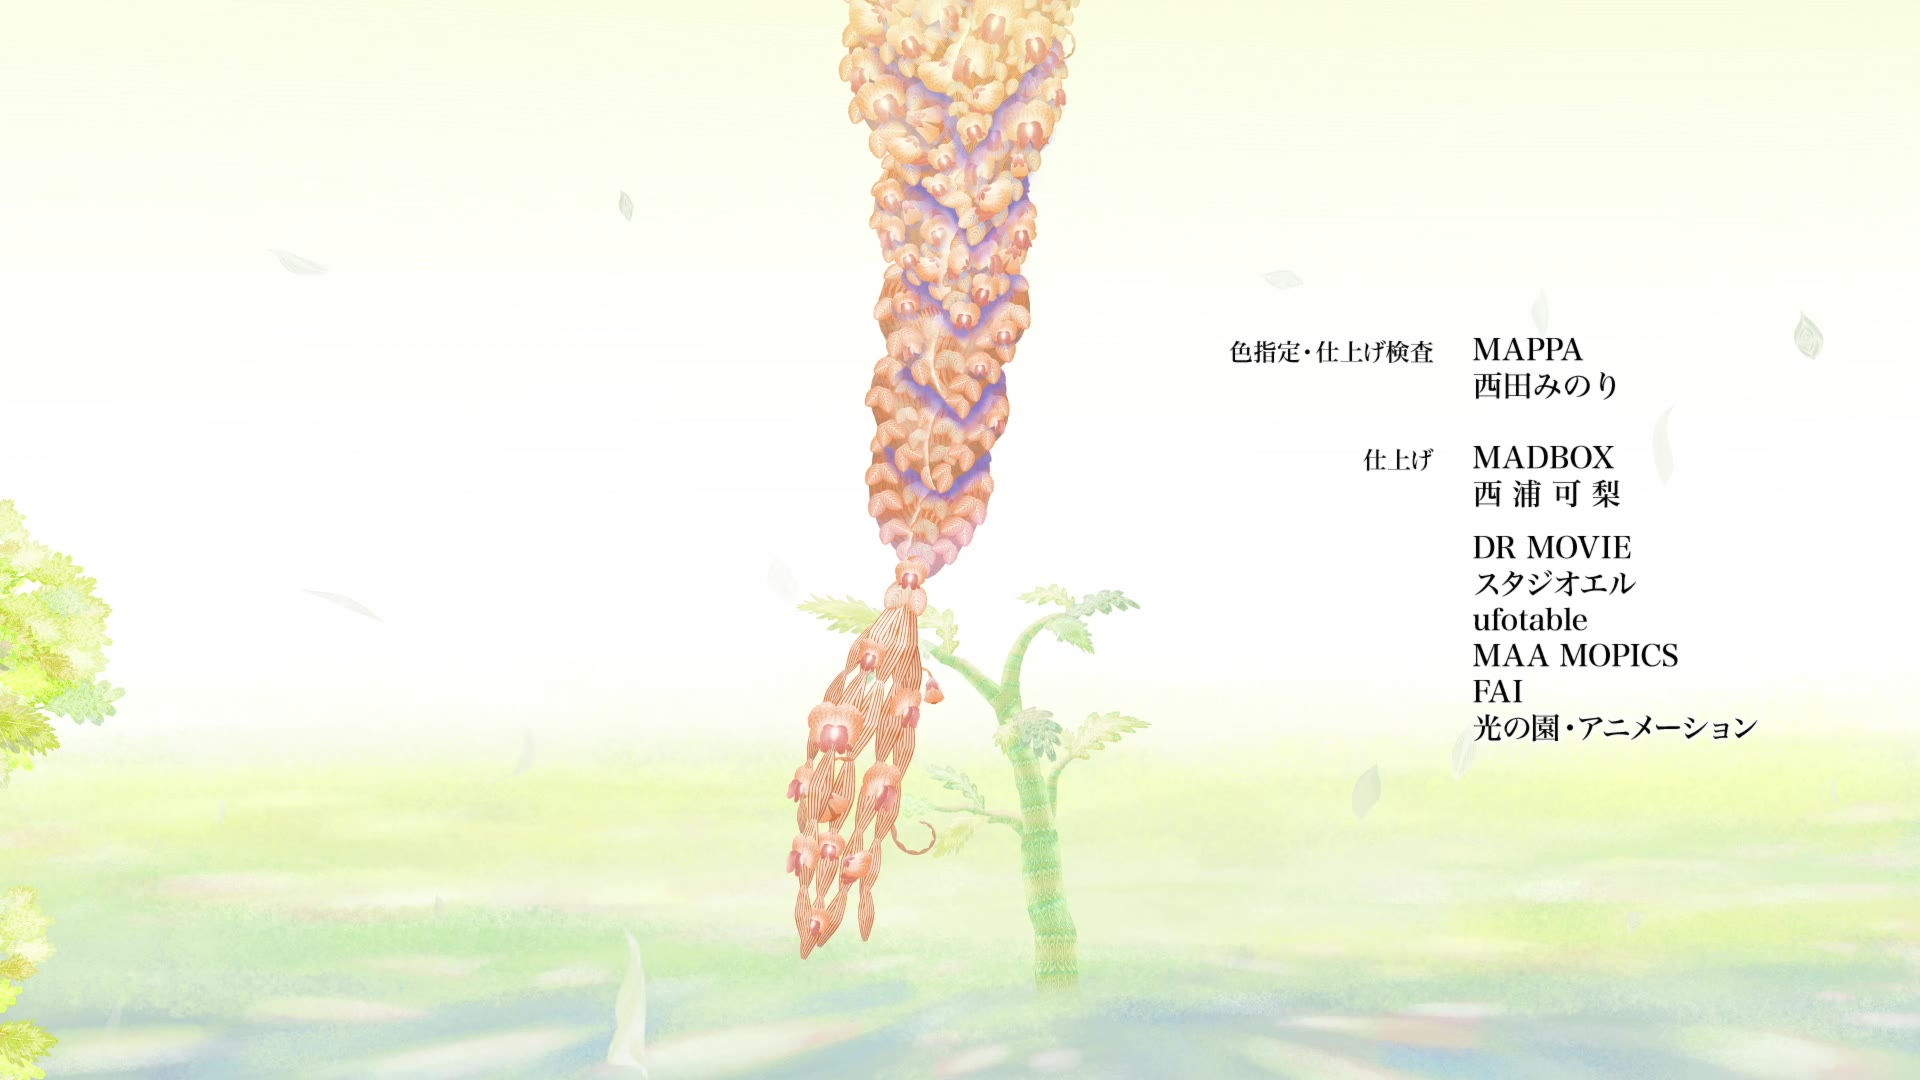 色指定・仕上げ検査 MAPPA
西田みのり
仕上げ MADBOX
西浦可梨
DR MOVIE
スタジオエル
ufotable
MAA MOPICS
FAI
光の園・アニメーション